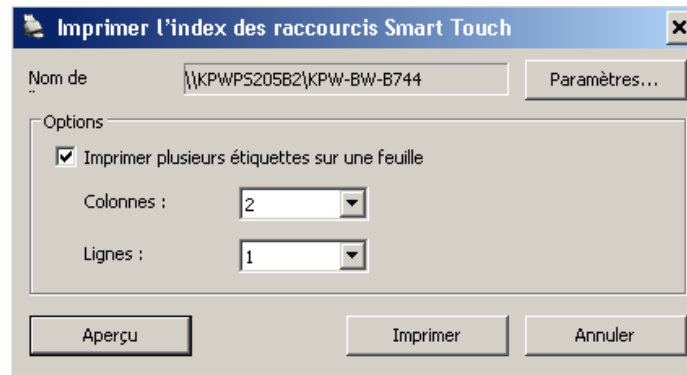 Imprimer l'index des raccourcis Smart Touch
Nom de \\KPWPS205B2\KPW-BW-B744 Paramètres...
Options
Imprimer plusieurs étiquettes sur une feuille
Colonnes : 2
Lignes : 1
Aperçu Imprimer Annuler